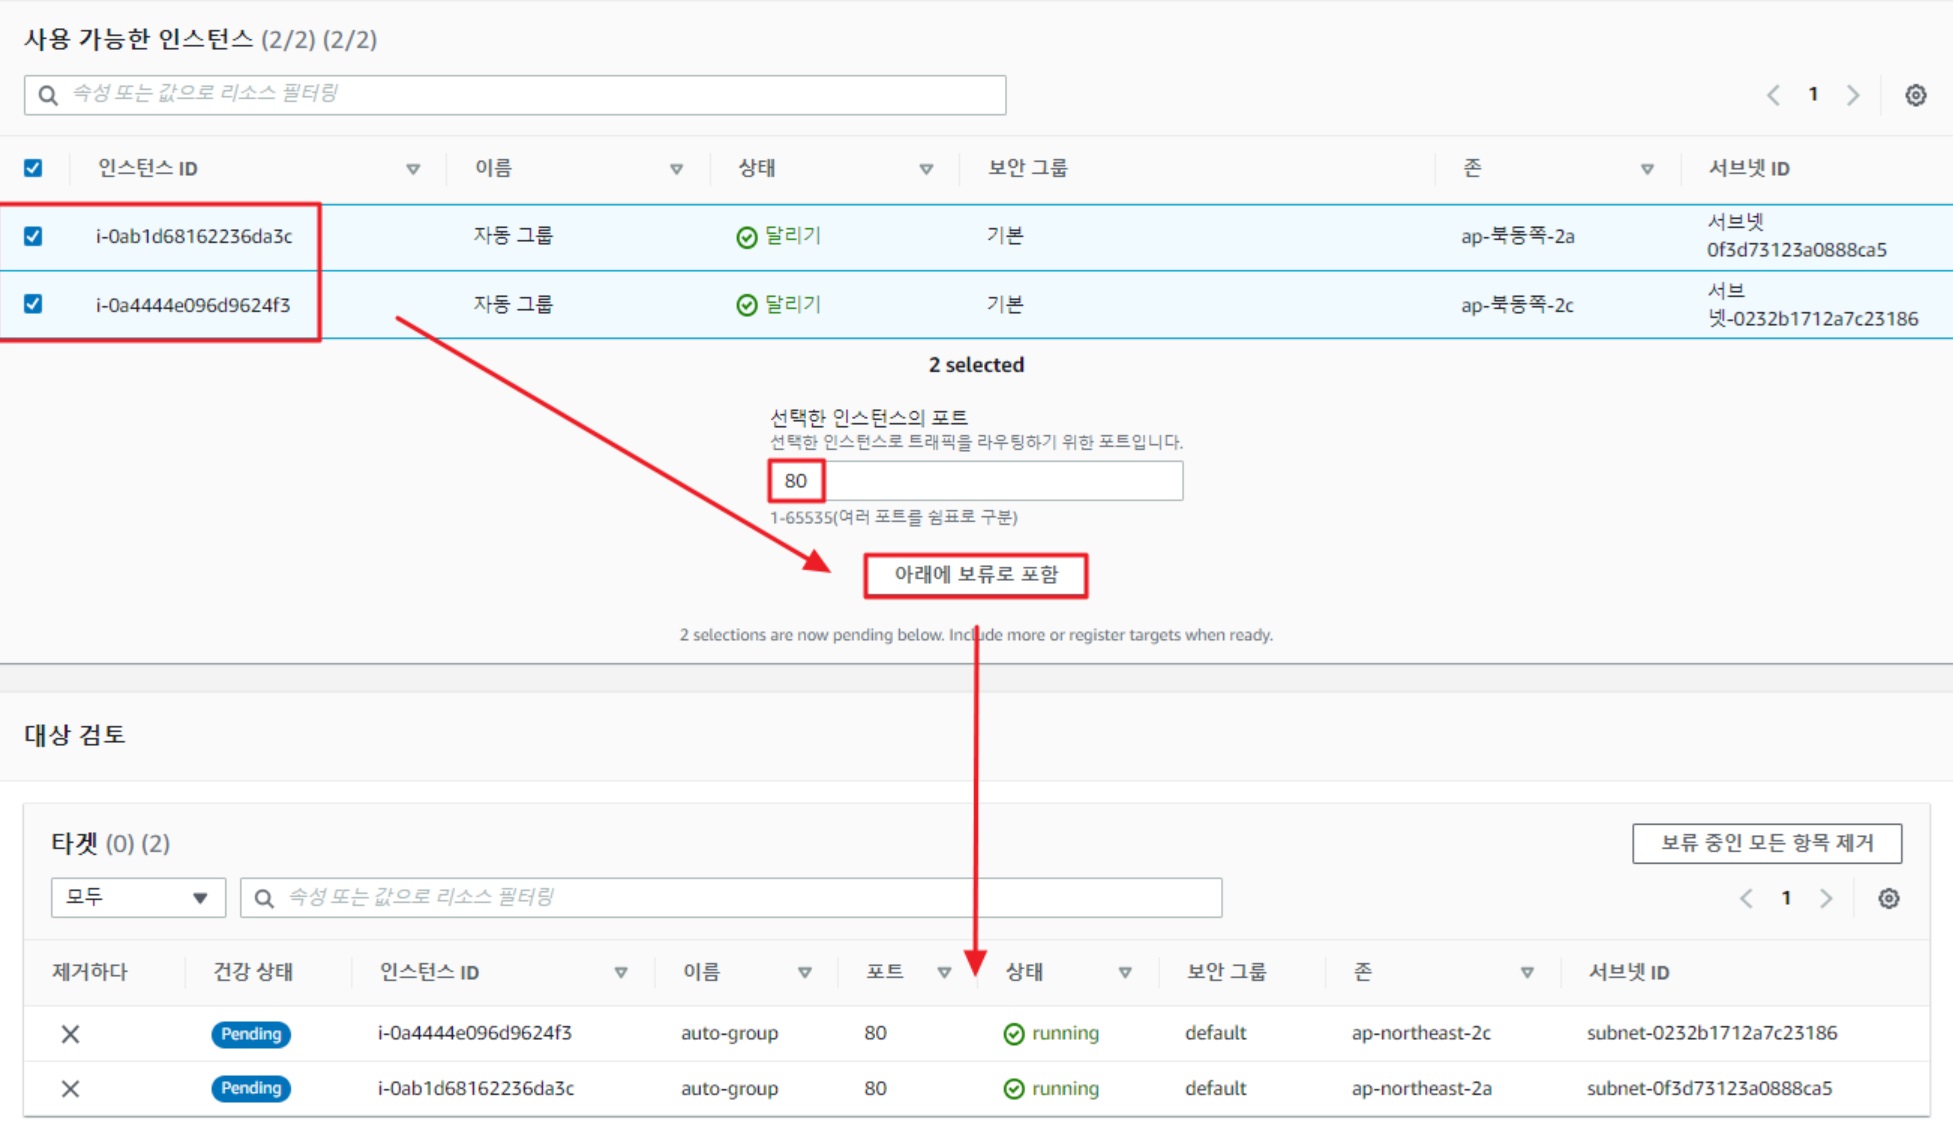 사용 가능한 인스턴스 (2/2) (2/2)
속성 또는 값으로 리소스 필터링
1
인스턴스 ID 이름 상태 보안 그룹 존 서브넷 ID
i-0ab1d68162236da3c 자동 그룹 달리기 기본 ap-북동쪽-2a 서브넷
0f3d73123a0888ca5
i-0a4444e096d9624f3 자동 그룹 달리기 기본 ap-북동쪽-2c 서브
넷-0232b1712a7c23186
2 selected
선택한 인스턴스의 포트
선택한 인스턴스로 트래픽을 라우팅하기 위한 포트입니다.
80
1-65535(여러 포트를 쉼표로 구분)
아래에 보류로 포함
2 selections are now pending below. Include more or register targets when ready.
대상 검토
타겟 (0) (2)
보류 중인 모든 항목 제거
모두 속성 또는 값으로 리소스 필터링
1
제거하다 건강 상태 인스턴스 ID 이름 포트 상태 보안 그룹 존 서브넷 ID
Pending i-0a4444e096d9624f3 auto-group 80 running default ap-northeast-2c subnet-0232b1712a7c23186
Pending i-0ab1d68162236da3c auto-group 80 running default ap-northeast-2a subnet-0f3d73123a0888ca5